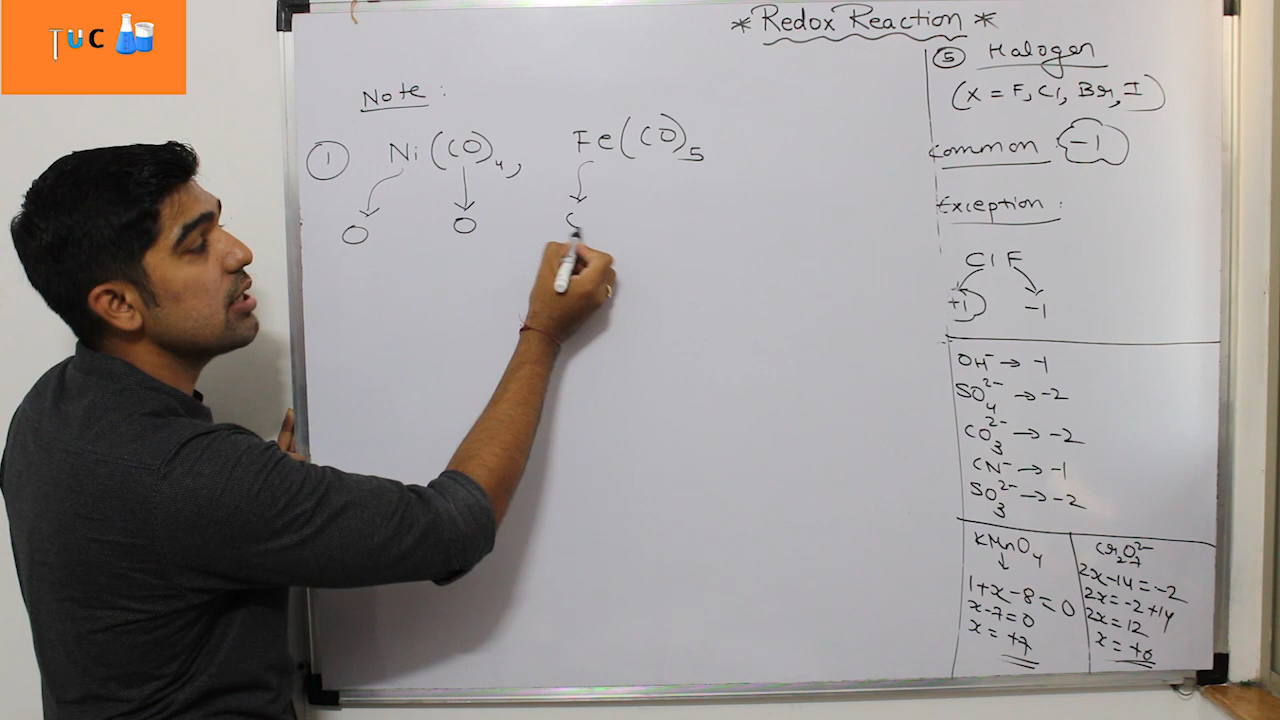 TUC
* Redox Reaction *
Note :
① Ni(CO)₄, Fe(CO)₅
0 0
⑤ Halogen
(X = F, Cl, Br, I)
Common : -1
Exception :
ClF
+1 -1
OH⁻ → -1
SO₄²⁻ → -2
CO₃²⁻ → -2
CN⁻ → -1
SO₃²⁻ → -2
KMnO₄
↓
1+x-8=0
x-7=0
x=+7
Cr₂O₇²⁻
2x-14=-2
2x=-2+14
2x=12
x=+6